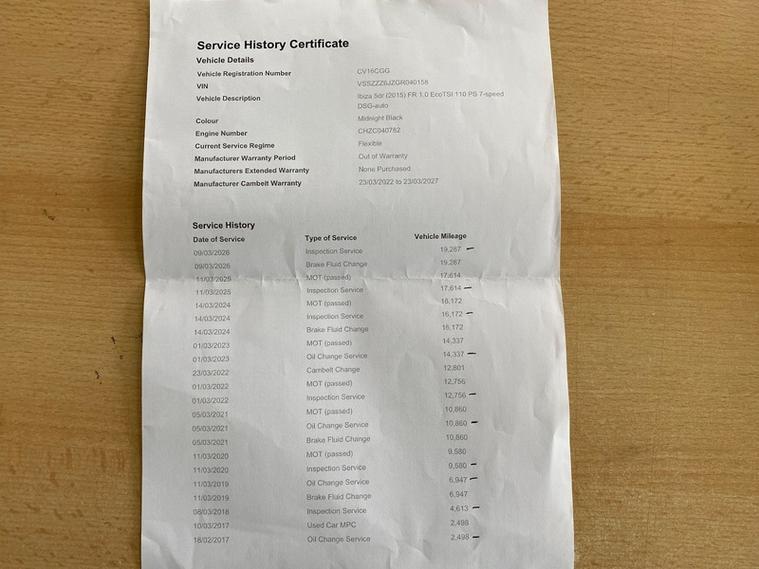 Service History Certificate
Vehicle Details
Vehicle Registration Number CV16CGG
VIN VSSZZZ6JZGR040158
Vehicle Description Ibiza 5dr (2015) FR 1.0 EcoTSI 110 PS 7-speed
DSG-auto
Colour Midnight Black
Engine Number CHZC040782
Current Service Regime Flexible
Manufacturer Warranty Period Out of Warranty
Manufacturers Extended Warranty None Purchased
Manufacturer Cambelt Warranty 23/03/2022 to 23/03/2027
Service History
Date of Service Type of Service Vehicle Mileage
09/03/2026 Inspection Service 19,287
09/03/2026 Brake Fluid Change 19,287
11/03/2025 MOT (passed) 17,614
11/03/2025 Inspection Service 17,614
14/03/2024 MOT (passed) 16,172
14/03/2024 Inspection Service 16,172
14/03/2024 Brake Fluid Change 16,172
01/03/2023 MOT (passed) 14,337
01/03/2023 Oil Change Service 14,337
23/03/2022 Cambelt Change 12,801
01/03/2022 MOT (passed) 12,756
01/03/2022 Inspection Service 12,756
05/03/2021 MOT (passed) 10,860
05/03/2021 Oil Change Service 10,860
05/03/2021 Brake Fluid Change 10,860
11/03/2020 MOT (passed) 9,580
11/03/2020 Inspection Service 9,580
11/03/2019 Oil Change Service 6,947
11/03/2019 Brake Fluid Change 6,947
08/03/2018 Inspection Service 4,613
10/03/2017 Used Car MPC 2,498
18/02/2017 Oil Change Service 2,498